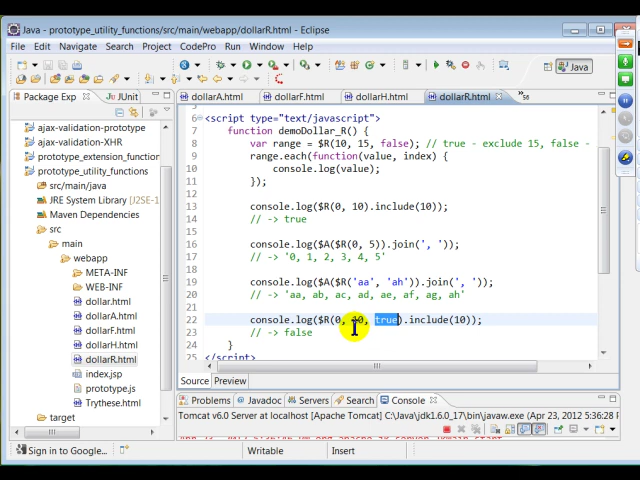 Java - prototype_utility_functions/src/main/webapp/dollarR.html - Eclipse
File Edit Navigate Search Project CodePro Run Window Help
Java
Package Exp JUnit
dollarA.html dollarF.html dollarH.html dollarR.html »56
ajax-validation-prototype
ajax-validation-XHR
prototype_extension_function
prototype_utility_functions
src/main/java
JRE System Library [J2SE-1
Maven Dependencies
src
main
webapp
META-INF
WEB-INF
dollar.html
dollarA.html
dollarF.html
dollarH.html
dollarR.html
index.jsp
prototype.js
Trythese.html
target
5
6 <script type="text/javascript">
7 function demoDollar_R() {
8 var range = $R(10, 15, false); // true - exclude 15, false -
9 range.each(function(value, index) {
10 console.log(value);
11 });
12
13 console.log($R(0, 10).include(10));
14 // -> true
15
16 console.log($A($R(0, 5)).join(', '));
17 // -> '0, 1, 2, 3, 4, 5'
18
19 console.log($A($R('aa', 'ah')).join(', '));
20 // -> 'aa, ab, ac, ad, ae, af, ag, ah'
21
22 console.log($R(0, 10, true).include(10));
23 // -> false
24 }
25 </script>
Source Preview
Problems Javadoc Servers Search Console
Tomcat v6.0 Server at localhost [Apache Tomcat] C:\Java\jdk1.6.0_17\bin\javaw.exe (Apr 23, 2012 5:36:28 P
Sign in to Google... Writable Insert